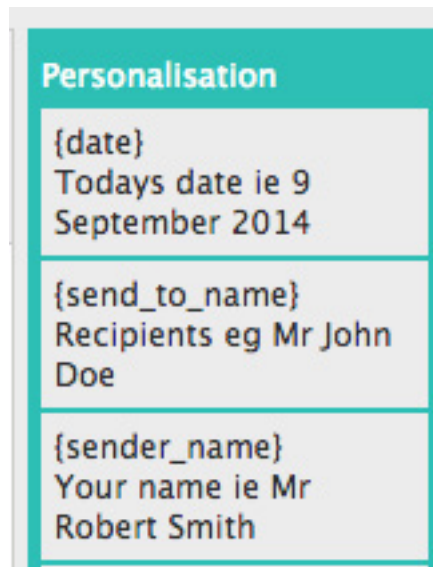 Personalisation
{date}
Todays date ie 9
September 2014
{send_to_name}
Recipients eg Mr John
Doe
{sender_name}
Your name ie Mr
Robert Smith